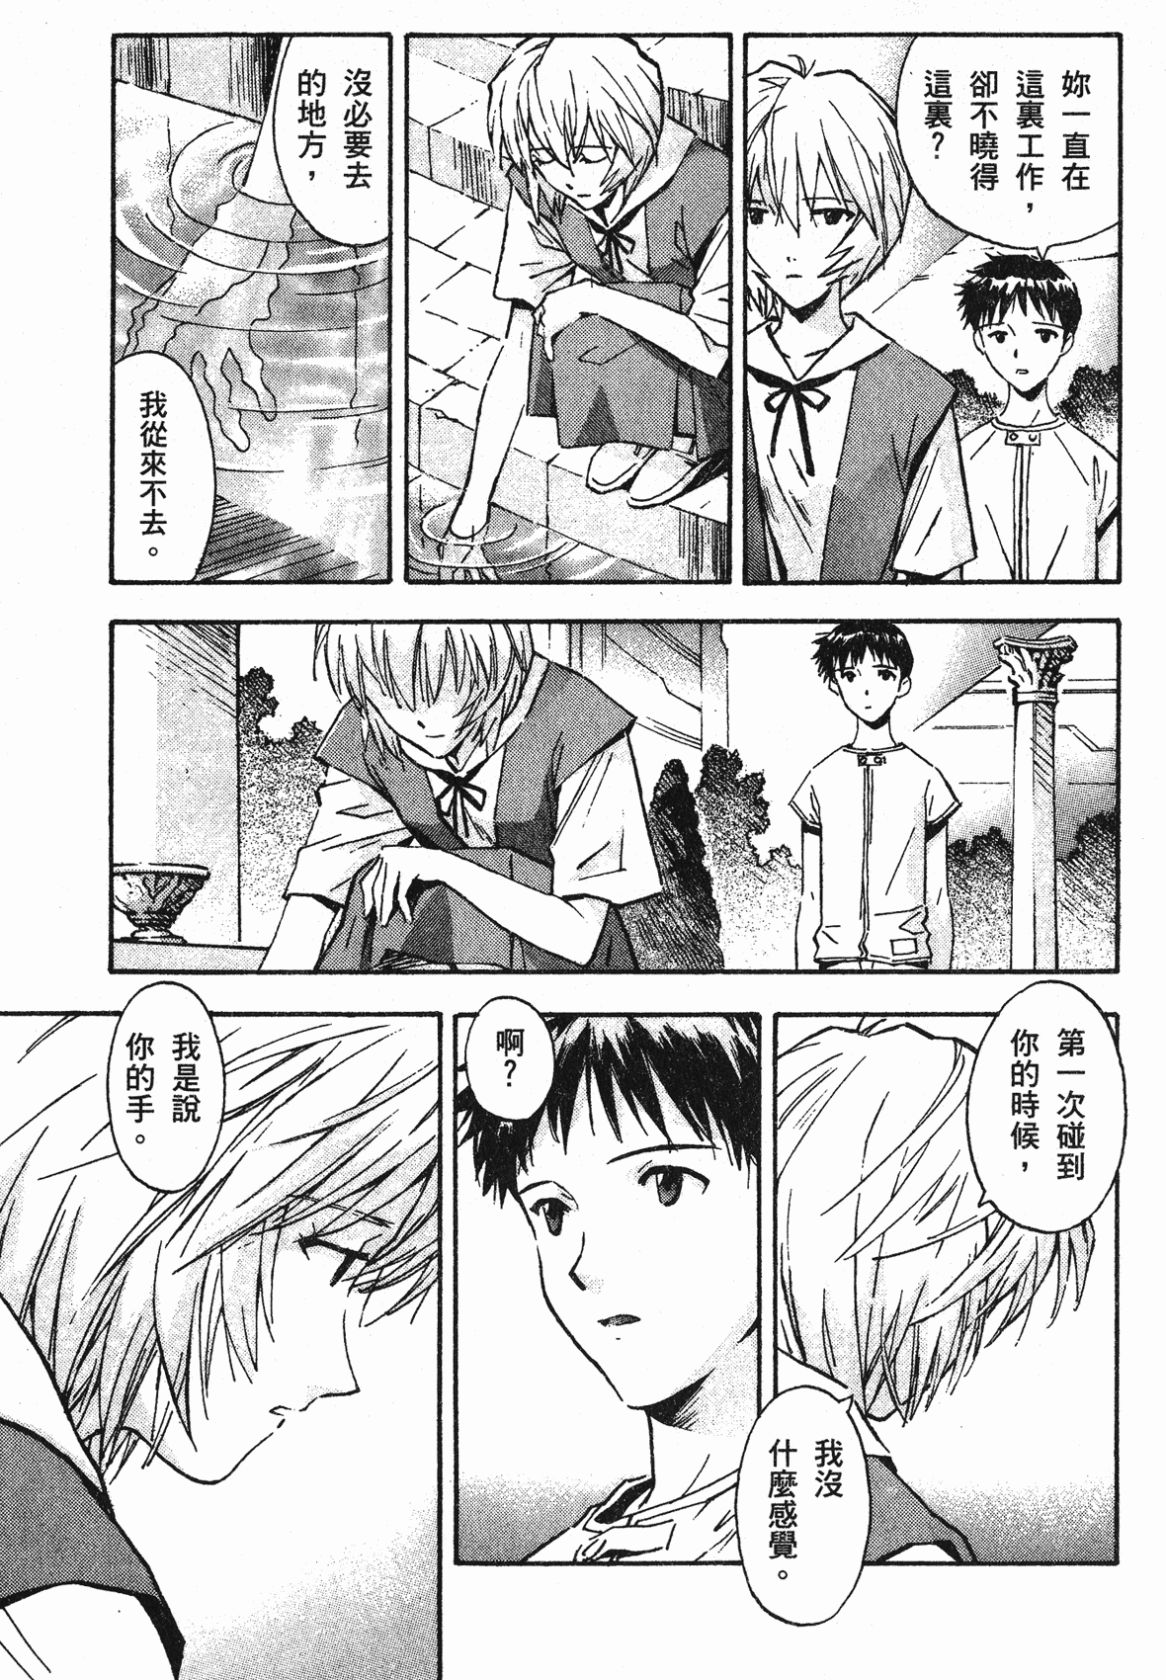 妳一直在
這裏工作，
卻不曉得
這裏？
沒必要去
的地方，
我從來不去。
第一次碰到
你的時候，
我沒
什麼感覺。
啊？
我是說
你的手。